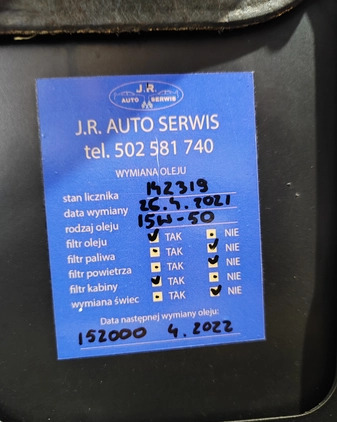 J.R.
AUTO SERWIS
J.R. AUTO SERWIS
tel. 502 581 740
WYMIANA OLEJU
stan licznika 142319
data wymiany 26.4.2021
rodzaj oleju 15W-50
filtr oleju TAK NIE
filtr paliwa TAK NIE
filtr powietrza TAK NIE
filtr kabiny TAK NIE
wymiana świec TAK NIE
Data następnej wymiany oleju:
152000 4.2022